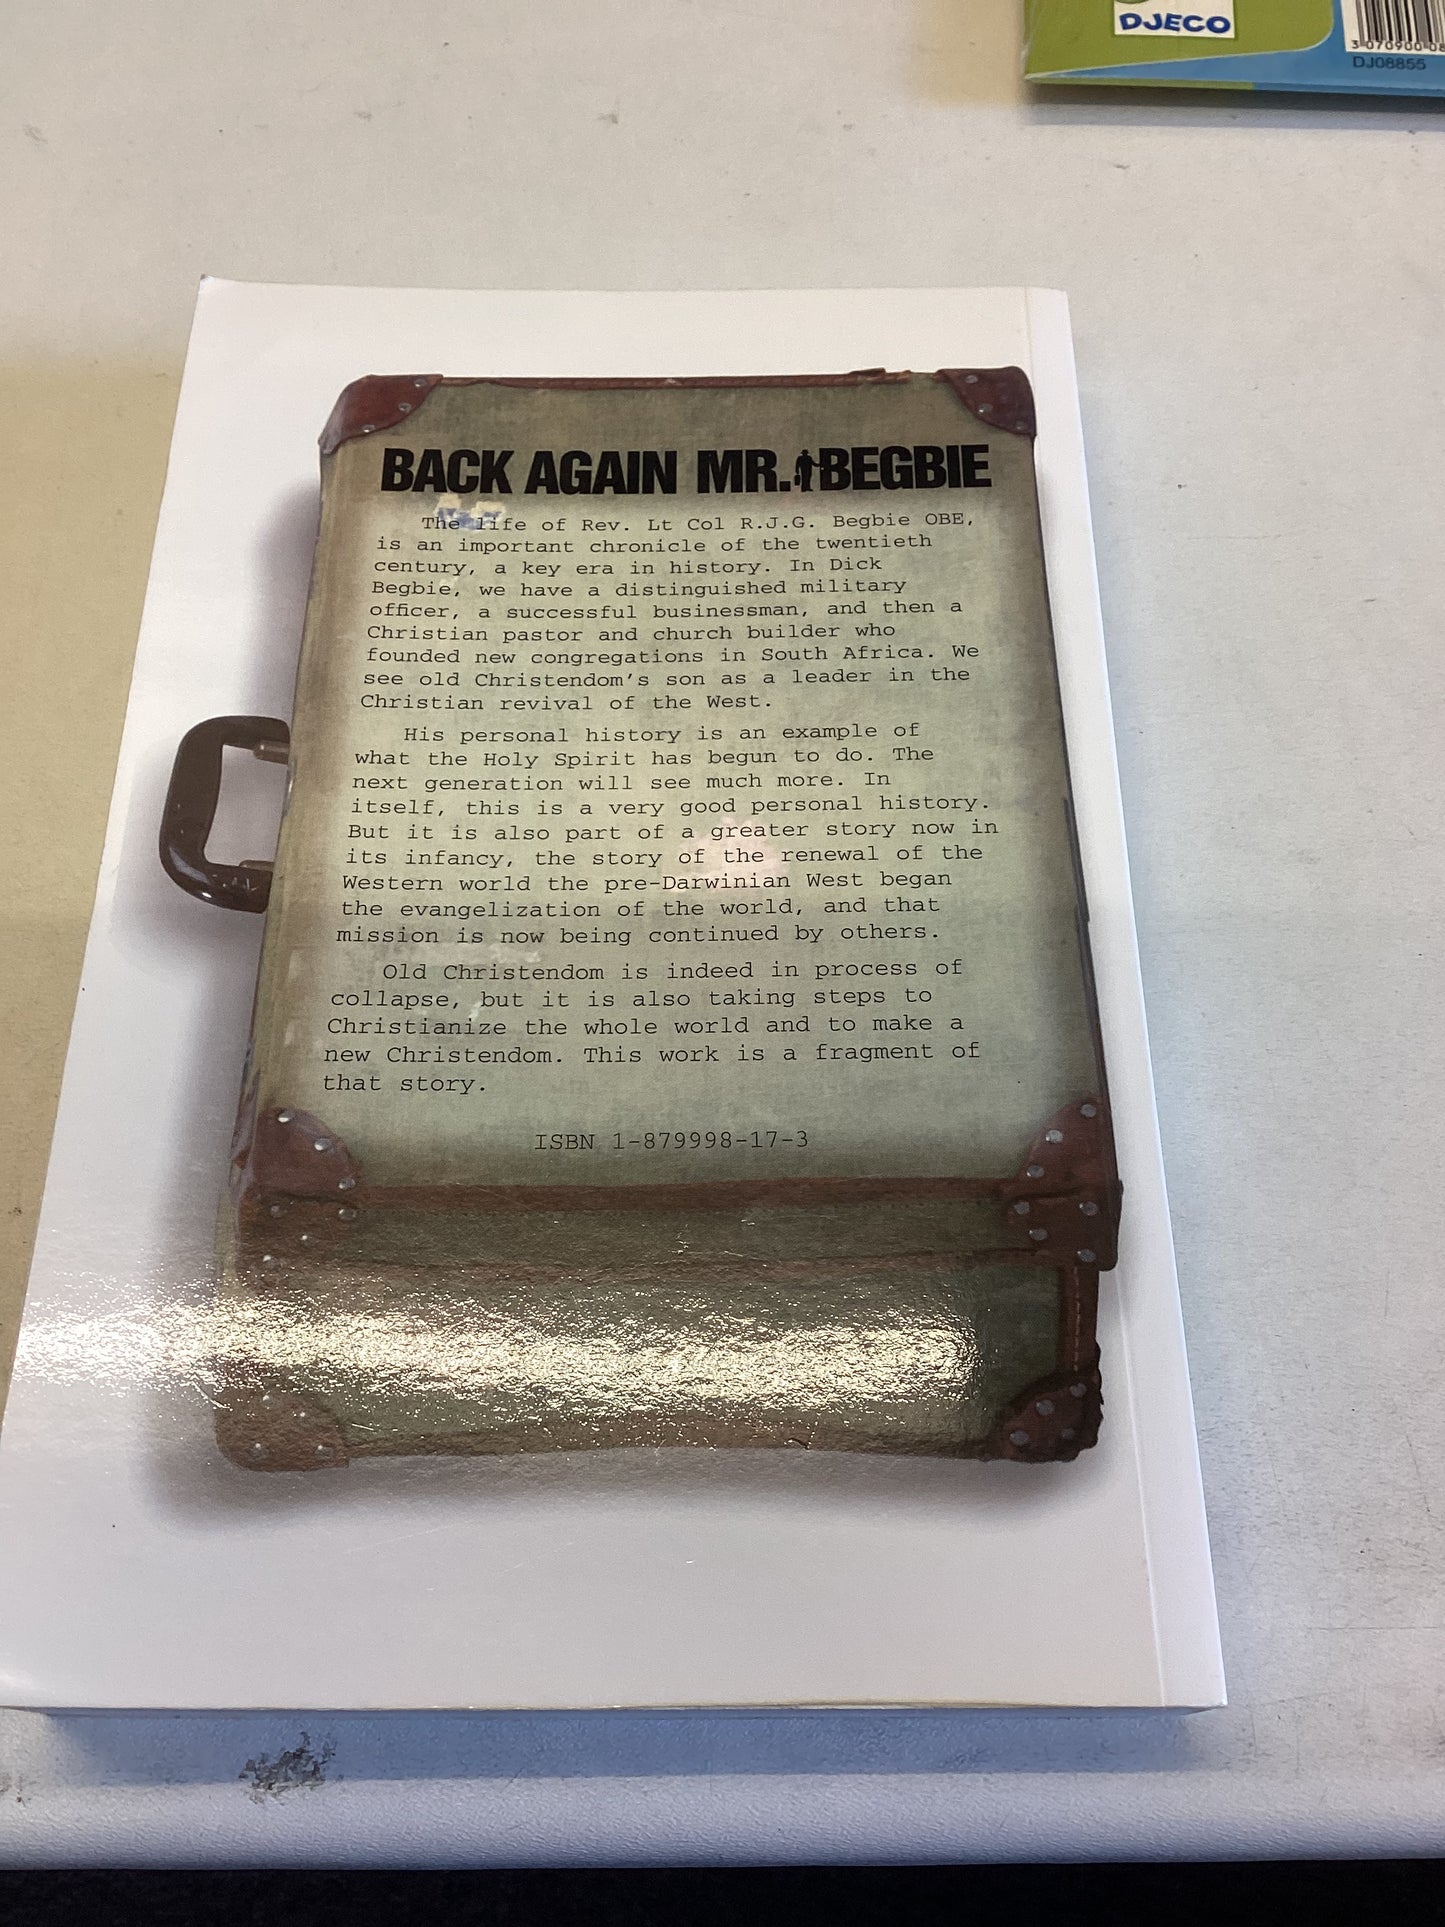 DJECO
3 070900 08
DJ08855
BACK AGAIN MR. BEGBIE
The life of Rev. Lt Col R.J.G. Begbie OBE,
is an important chronicle of the twentieth
century, a key era in history. In Dick
Begbie, we have a distinguished military
officer, a successful businessman, and then a
Christian pastor and church builder who
founded new congregations in South Africa. We
see old Christendom's son as a leader in the
Christian revival of the West.
His personal history is an example of
what the Holy Spirit has begun to do. The
next generation will see much more. In
itself, this is a very good personal history.
But it is also part of a greater story now in
its infancy, the story of the renewal of the
Western world the pre-Darwinian West began
the evangelization of the world, and that
mission is now being continued by others.
Old Christendom is indeed in process of
collapse, but it is also taking steps to
Christianize the whole world and to make a
new Christendom. This work is a fragment of
that story.
ISBN 1-879998-17-3